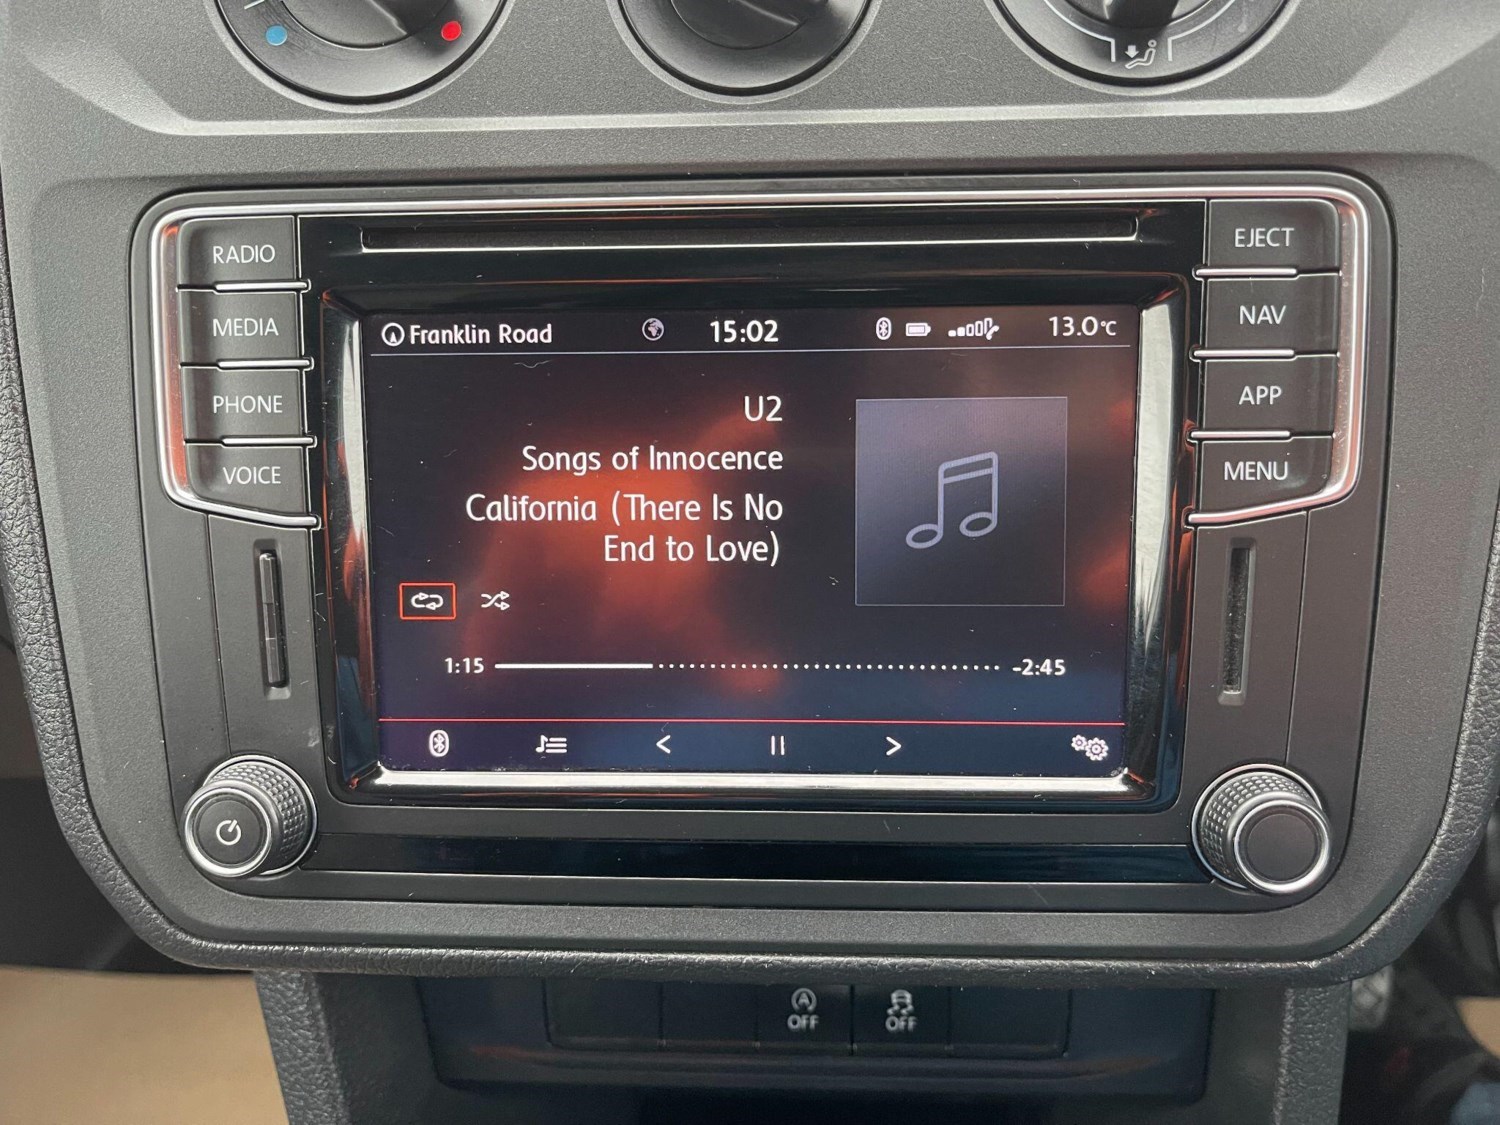 RADIO
MEDIA
PHONE
VOICE
EJECT
NAV
APP
MENU
Franklin Road
15:02
13.0°C
U2
Songs of Innocence
California (There Is No
End to Love)
1:15
-2:45
A
OFF
OFF